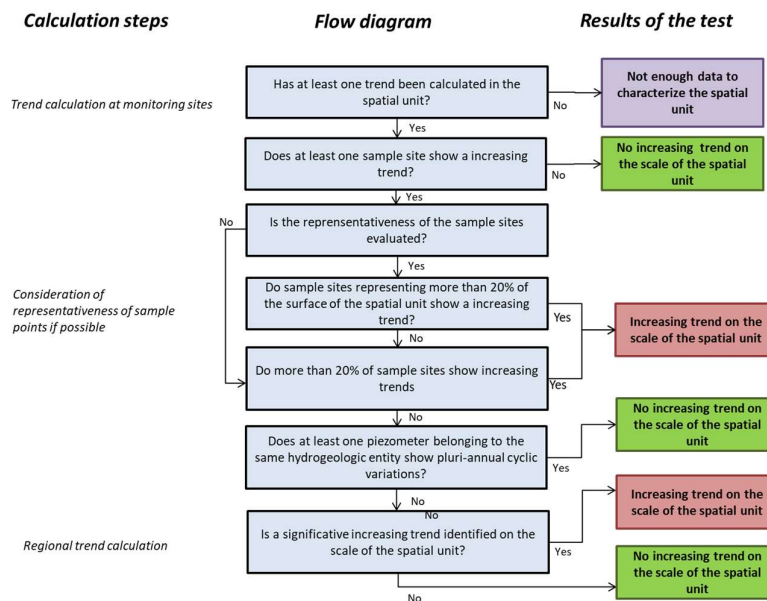 Calculation steps
Flow diagram
Results of the test
Trend calculation at monitoring sites
Has at least one trend been calculated in the
spatial unit?
No
Not enough data to
characterize the spatial
unit
Yes
Does at least one sample site show a increasing
trend?
No
No increasing trend on
the scale of the spatial
unit
Yes
No
Is the reprensentativeness of the sample sites
evaluated?
Yes
Consideration of
representativeness of sample
points if possible
Do sample sites representing more than 20% of
the surface of the spatial unit show a increasing
trend?
Yes
Increasing trend on the
scale of the spatial unit
No
Do more than 20% of sample sites show increasing
trends
Yes
No
Does at least one piezometer belonging to the
same hydrogeologic entity show pluri-annual cyclic
variations?
Yes
No increasing trend on
the scale of the spatial
unit
No
No
Regional trend calculation
Is a significative increasing trend identified on the
scale of the spatial unit?
Yes
Increasing trend on the
scale of the spatial unit
No
No increasing trend on
the scale of the spatial
unit